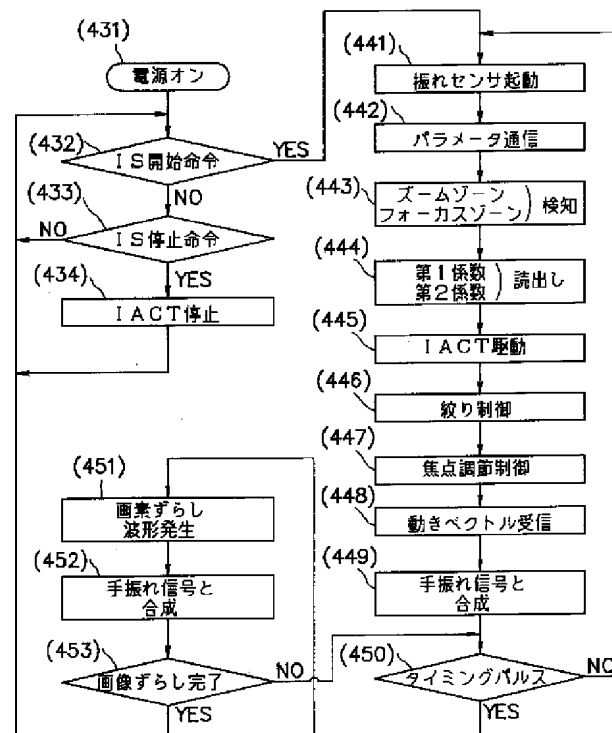 (431)
電源オン
(432)
IS開始命令
YES
NO
(433)
IS停止命令
NO
YES
(434)
IACT停止
(441)
振れセンサ起動
(442)
パラメータ通信
(443)
ズームゾーン
フォーカスゾーン)検知
(444)
第1係数
第2係数)読出し
(445)
IACT駆動
(446)
絞り制御
(447)
焦点調節制御
(448)
動きベクトル受信
(449)
手振れ信号と
合成
(450)
タイミングパルス
NO
YES
(451)
画素ずらし
波形発生
(452)
手振れ信号と
合成
(453)
画像ずらし完了
NO
YES